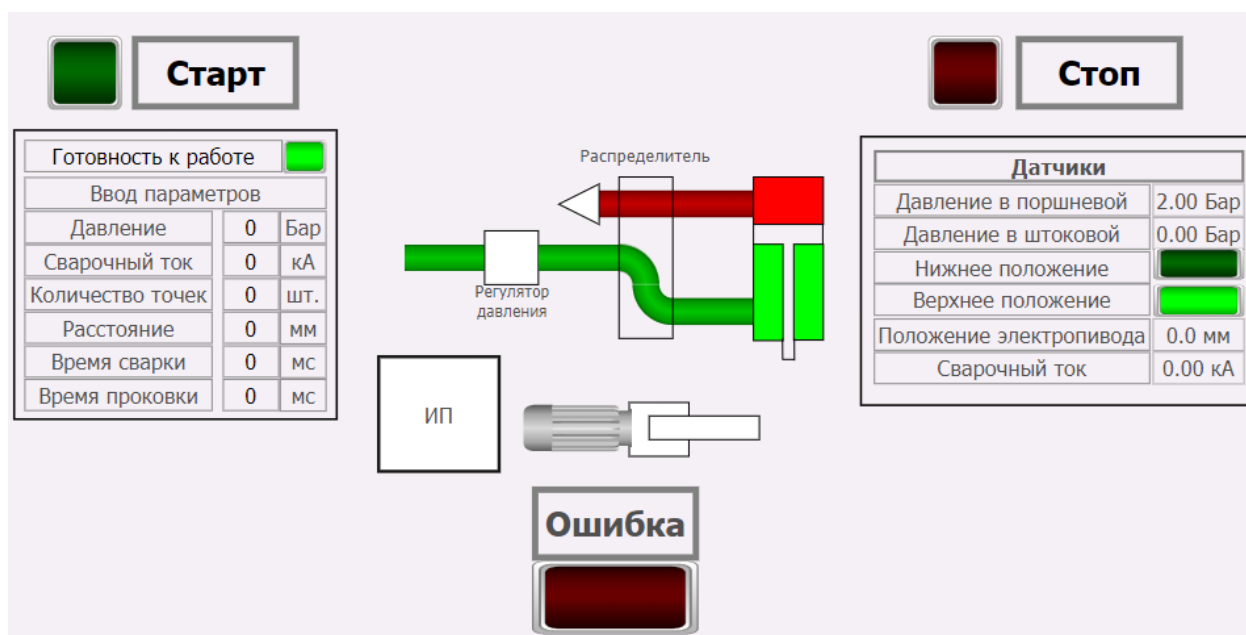 Старт
Стоп
Готовность к работе
Ввод параметров
Давление 0 Бар
Сварочный ток 0 кА
Количество точек 0 шт.
Расстояние 0 мм
Время сварки 0 мс
Время проковки 0 мс
Распределитель
Регулятор
давления
ИП
Ошибка
Датчики
Давление в поршневой 2.00 Бар
Давление в штоковой 0.00 Бар
Нижнее положение
Верхнее положение
Положение электропивода 0.0 мм
Сварочный ток 0.00 кА